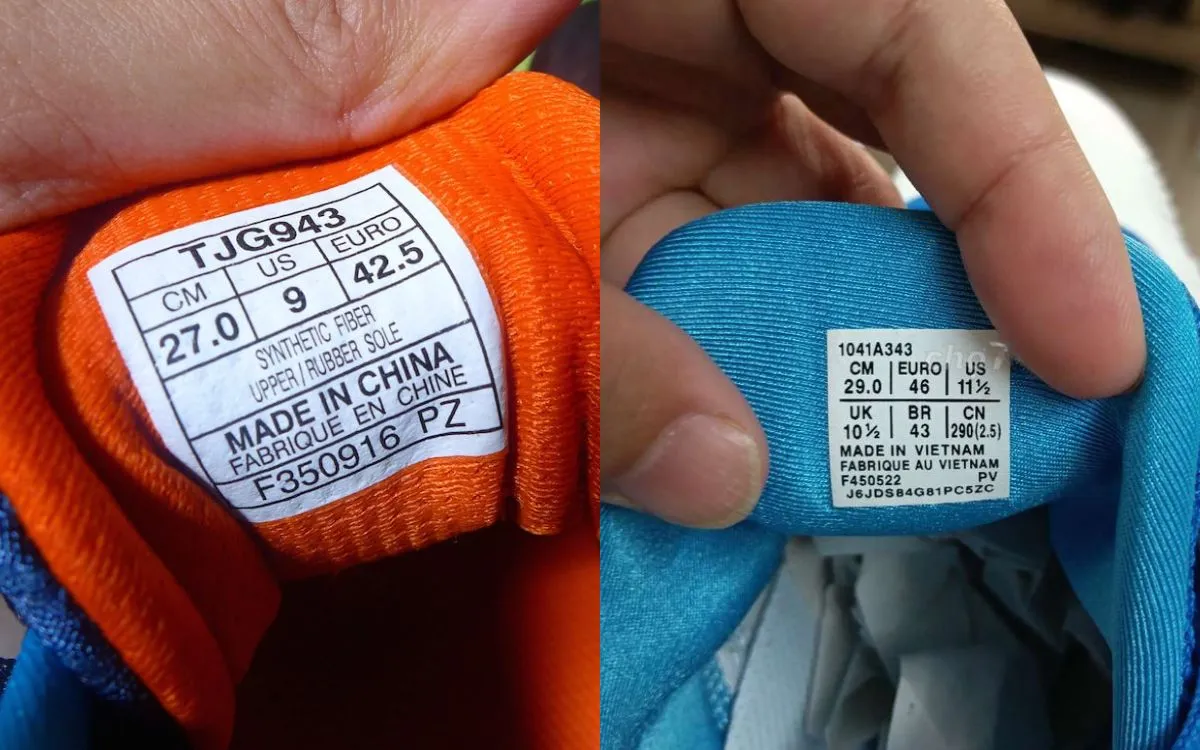 TJG943
CM US EURO
27.0 9 42.5
SYNTHETIC FIBER
UPPER/RUBBER SOLE
MADE IN CHINA
FABRIQUE EN CHINE
F350916 PZ
1041A343
CM EURO US
29.0 46 11½
UK BR CN
10½ 43 290(2.5)
MADE IN VIETNAM
FABRIQUE AU VIETNAM
F450522 PV
J6JDS84G81PC5ZC